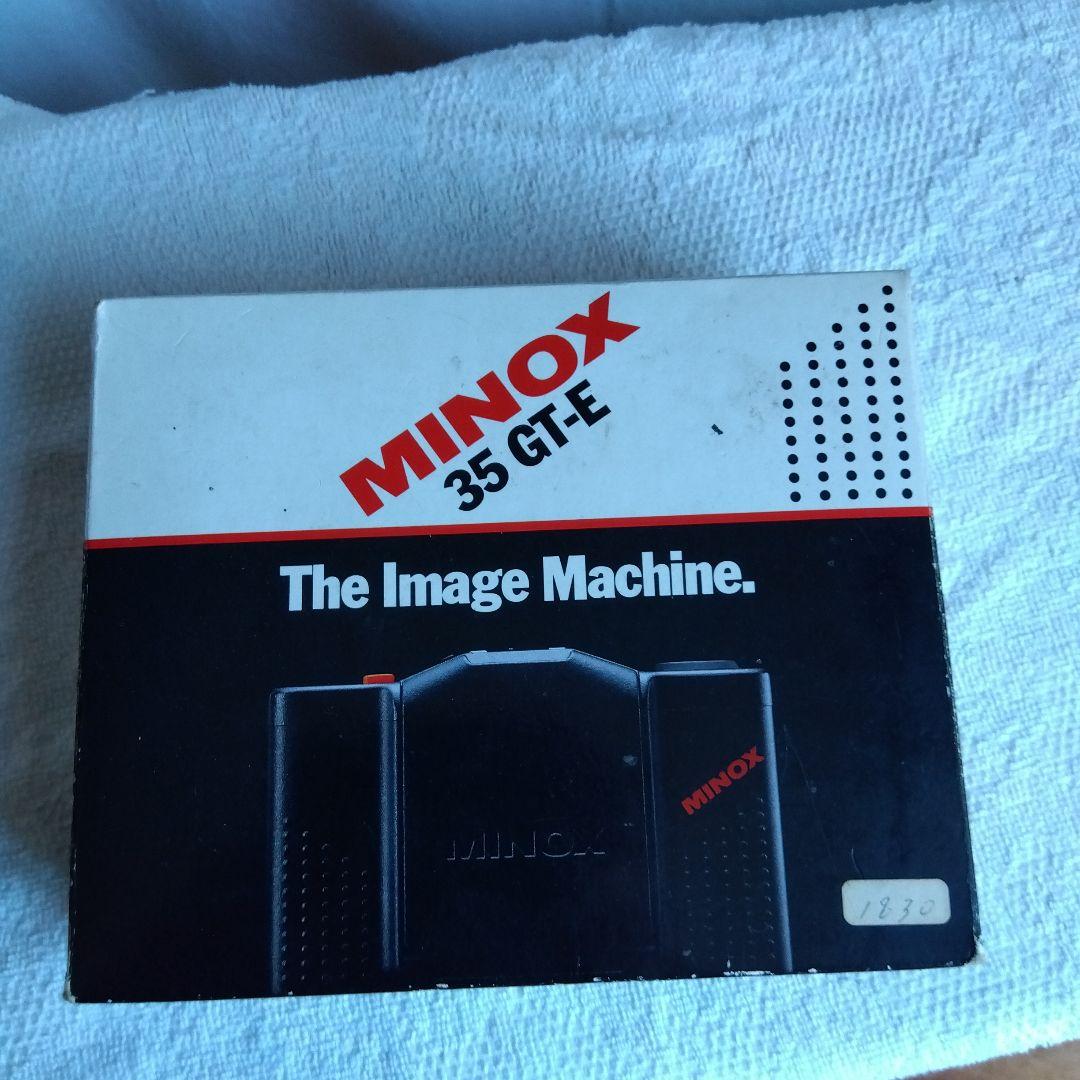 MINOX
35 GT-E
The Image Machine.
MINOX
MINOX
1830